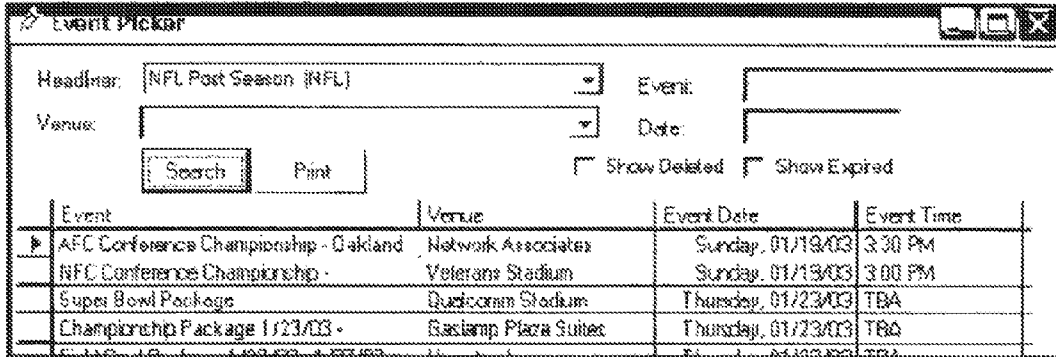 Event Picker
Headliner: NFL Post Season (NFL) Event:
Venue: Date:
Search Print Show Deleted Show Expired
Event Venue Event Date Event Time
AFC Conference Championship - Oakland Network Associates Sunday, 01/19/03 3:30 PM
NFC Conference Championship - Veterans Stadium Sunday, 01/19/03 3:00 PM
Super Bowl Package Qualcomm Stadium Thursday, 01/23/03 TBA
Championship Package 1/23/03 - Gaslamp Plaza Suites Thursday, 01/23/03 TBA